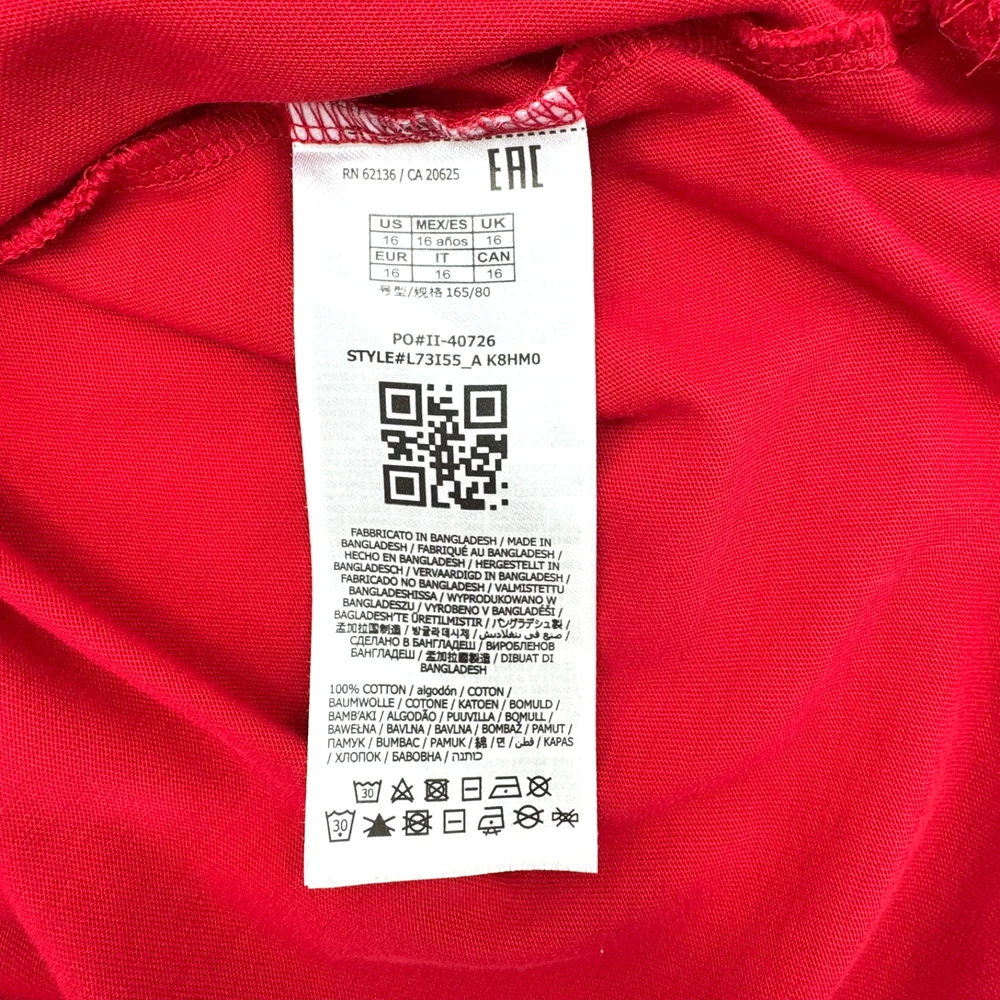 RN 62136 / CA 20625 EAC
US MEX/ES UK
16 16 años 16
EUR IT CAN
16 16 16
号型/规格 165/80
PO#II-40726
STYLE#L73I55_A K8HM0
FABBRICATO IN BANGLADESH / MADE IN
BANGLADESH / FABRIQUÉ AU BANGLADESH /
HECHO EN BANGLADESH / HERGESTELLT IN
BANGLADESCH / VERVAARDIGD IN BANGLADESH /
FABRICADO NO BANGLADESH / VALMISTETTU
BANGLADESHISSA / WYPRODUKOWANO W
BANGLADESZU / VYROBENO V BANGLADÉŠI /
BAGLADESH'TE ÜRETILMISTIR / バングラデシュ製 /
孟加拉国制造 / 방글라데시제 / صنع في بنغلاديش /
СДЕЛАНО В БАНГЛАДЕШ / ВИРОБЛЕНОВ
БАНГЛАДЕШ / 孟加拉國製造 / DIBUAT DI
BANGLADESH
100% COTTON / algodón / COTON /
BAUMWOLLE / COTONE / KATOEN / BOMULD /
BAMB'AKI / ALGODÃO / PUUVILLA / BOMULL /
BAWEŁNA / BAVLNA / BAVLNA / BOMBAŽ / PAMUT /
ПАМУК / BUMBAC / PAMUK / 綿 / 면 / قطن / KAPAS
/ ХЛОПОК / БАВОВНА / כותנה
30
30